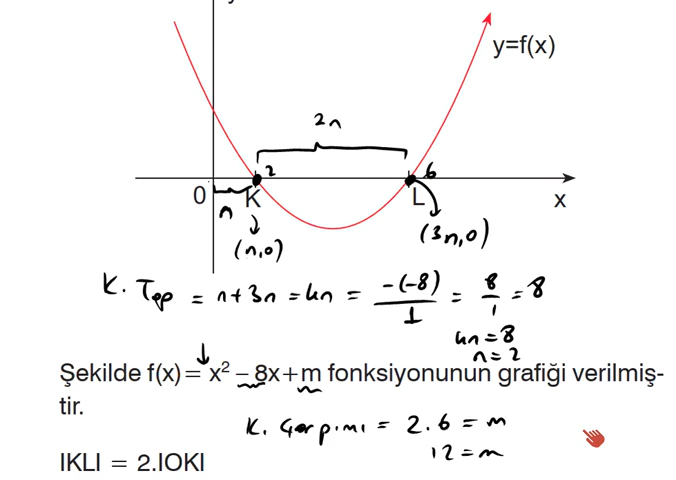 y
y=f(x)
2n
2
6
0
K
L
x
n
(n,0)
(3n,0)
K. Top = n+3n = 4n = -(-8)/1 = 8/1 = 8
4n = 8
n = 2
Şekilde f(x) = x² – 8x+m fonksiyonunun grafiği verilmiş-
tir.
K. Çarpımı = 2.6 = m
12 = m
IKLI = 2.IOKI